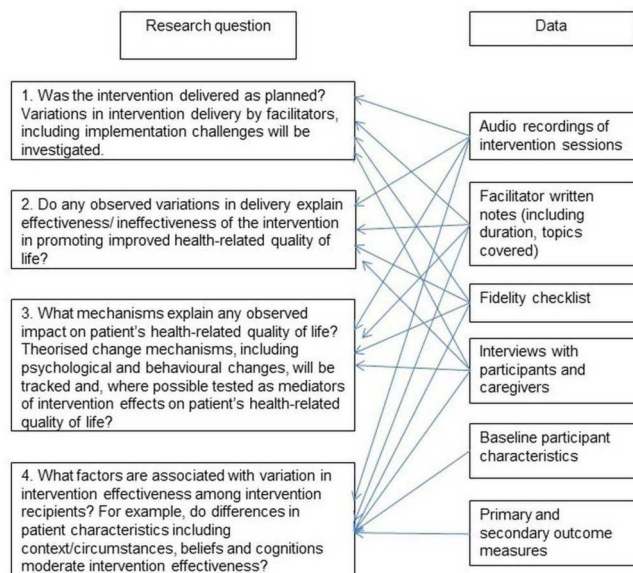 Research question
Data
1. Was the intervention delivered as planned?
Variations in intervention delivery by facilitators,
including implementation challenges will be
investigated.
2. Do any observed variations in delivery explain
effectiveness/ ineffectiveness of the intervention
in promoting improved health-related quality of
life?
3. What mechanisms explain any observed
impact on patient's health-related quality of life?
Theorised change mechanisms, including
psychological and behavioural changes, will be
tracked and, where possible tested as mediators
of intervention effects on patient's health-related
quality of life?
4. What factors are associated with variation in
intervention effectiveness among intervention
recipients? For example, do differences in
patient characteristics including
context/circumstances, beliefs and cognitions
moderate intervention effectiveness?
Audio recordings of
intervention sessions
Facilitator written
notes (including
duration, topics
covered)
Fidelity checklist
Interviews with
participants and
caregivers
Baseline participant
characteristics
Primary and
secondary outcome
measures